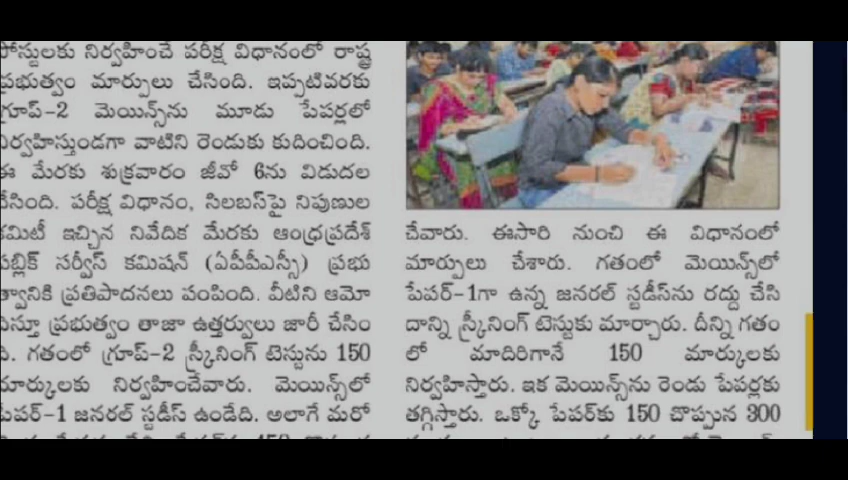 పోస్టులకు నిర్వహించే పరీక్ష విధానంలో రాష్ట్ర
ప్రభుత్వం మార్పులు చేసింది. ఇప్పటివరకు
గ్రూప్-2 మెయిన్స్‌ను మూడు పేపర్లలో
నిర్వహిస్తుండగా వాటిని రెండుకు కుదించింది.
ఈ మేరకు శుక్రవారం జీవో 6ను విడుదల
చేసింది. పరీక్ష విధానం, సిలబస్‌పై నిపుణుల
కమిటీ ఇచ్చిన నివేదిక మేరకు ఆంధ్రప్రదేశ్
పబ్లిక్ సర్వీస్ కమిషన్ (ఏపీపీఎస్సీ) ప్రభు
త్వానికి ప్రతిపాదనలు పంపింది. వీటిని ఆమో
దిస్తూ ప్రభుత్వం తాజా ఉత్తర్వులు జారీ చేసిం
ది. గతంలో గ్రూప్-2 స్క్రీనింగ్ టెస్టును 150
మార్కులకు నిర్వహించేవారు. మెయిన్స్‌లో
పేపర్-1 జనరల్ స్టడీస్ ఉండేది. అలాగే మరో
చేవారు. ఈసారి నుంచి ఈ విధానంలో
మార్పులు చేశారు. గతంలో మెయిన్స్‌లో
పేపర్-1గా ఉన్న జనరల్ స్టడీస్‌ను రద్దు చేసి
దాన్ని స్క్రీనింగ్ టెస్టుకు మార్చారు. దీన్ని గతం
లో మాదిరిగానే 150 మార్కులకు
నిర్వహిస్తారు. ఇక మెయిన్స్‌ను రెండు పేపర్లకు
తగ్గిస్తారు. ఒక్కో పేపర్‌కు 150 చొప్పున 300